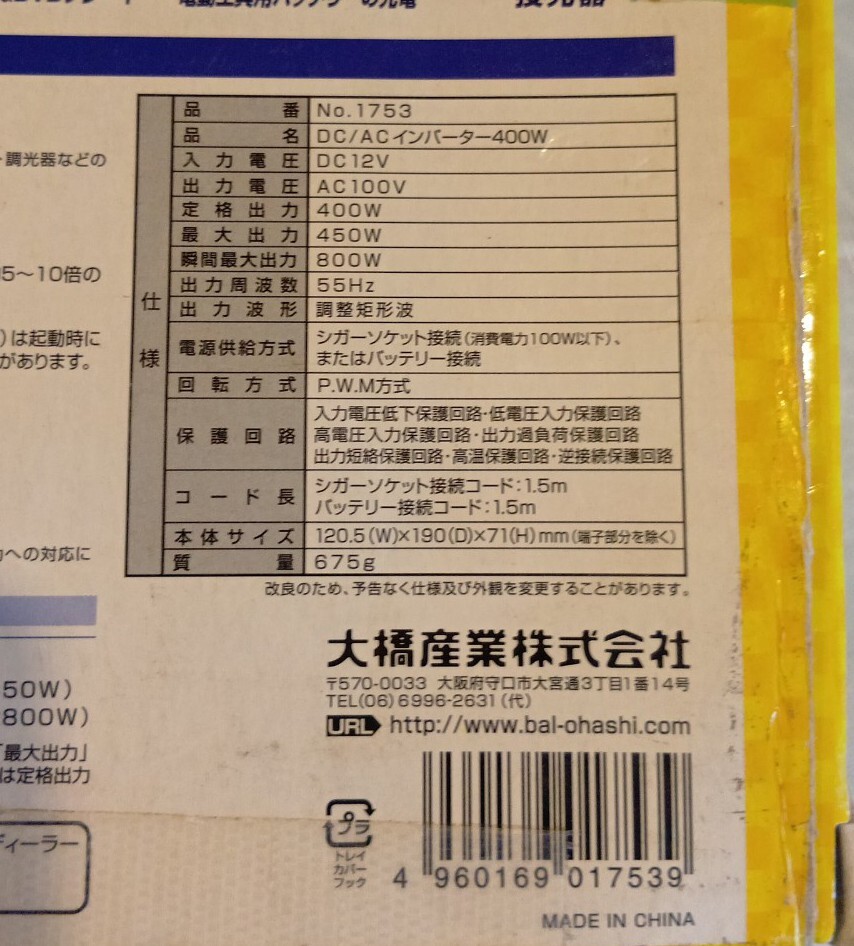 電動工具用バッテリーの充電
・調光器などの
5～10倍の
)は起動時に
があります。
への対応に
50W)
800W)
「最大出力」
は定格出力
ディーラー
仕様
品番 No.1753
品名 DC/ACインバーター400W
入力電圧 DC12V
出力電圧 AC100V
定格出力 400W
最大出力 450W
瞬間最大出力 800W
出力周波数 55Hz
出力波形 調整矩形波
電源供給方式 シガーソケット接続(消費電力100W以下)、
またはバッテリー接続
回転方式 P.W.M方式
保護回路 入力電圧低下保護回路・低電圧入力保護回路
高電圧入力保護回路・出力過負荷保護回路
出力短絡保護回路・高温保護回路・逆接続保護回路
コード長 シガーソケット接続コード:1.5m
バッテリー接続コード:1.5m
本体サイズ 120.5(W)×190(D)×71(H)mm(端子部分を除く)
質量 675g
改良のため、予告なく仕様及び外観を変更することがあります。
大橋産業株式会社
〒570-0033 大阪府守口市大宮通3丁目1番14号
TEL(06)6996-2631(代)
URL http://www.bal-ohashi.com
プラ
トレイ
カバー
フック
4 960169 017539
MADE IN CHINA